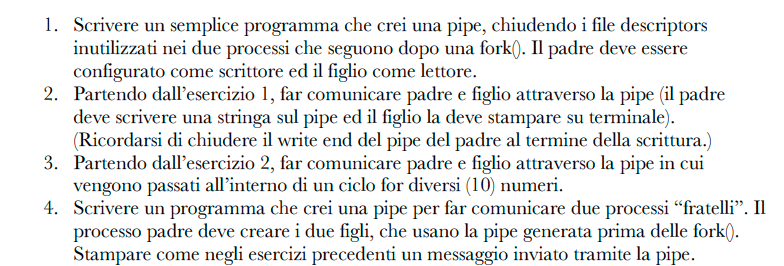 1. Scrivere un semplice programma che crei una pipe, chiudendo i file descriptors
inutilizzati nei due processi che seguono dopo una fork(). Il padre deve essere
configurato come scrittore ed il figlio come lettore.
2. Partendo dall'esercizio 1, far comunicare padre e figlio attraverso la pipe (il padre
deve scrivere una stringa sul pipe ed il figlio la deve stampare su terminale).
(Ricordarsi di chiudere il write end del pipe del padre al termine della scrittura.)
3. Partendo dall'esercizio 2, far comunicare padre e figlio attraverso la pipe in cui
vengono passati all'interno di un ciclo for diversi (10) numeri.
4. Scrivere un programma che crei una pipe per far comunicare due processi “fratelli”. Il
processo padre deve creare i due figli, che usano la pipe generata prima delle fork().
Stampare come negli esercizi precedenti un messaggio inviato tramite la pipe.